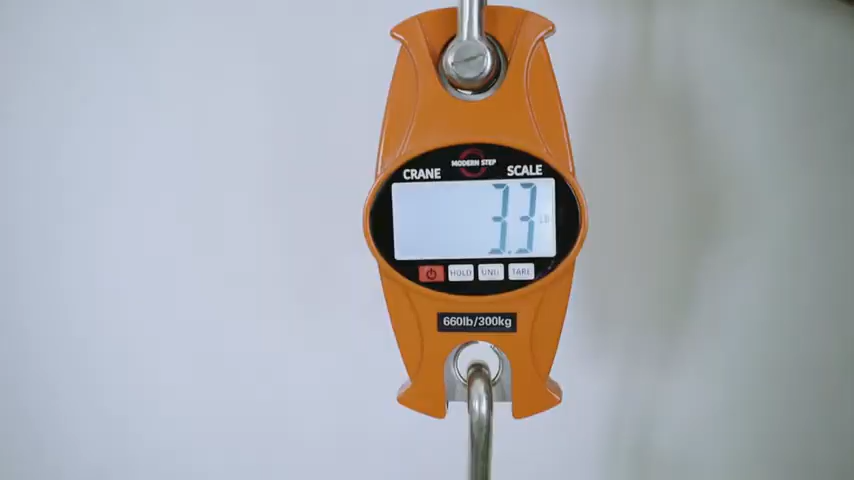 MODERN STEP
CRANE SCALE
3.3 LB
HOLD UNIT TARE
660lb/300kg